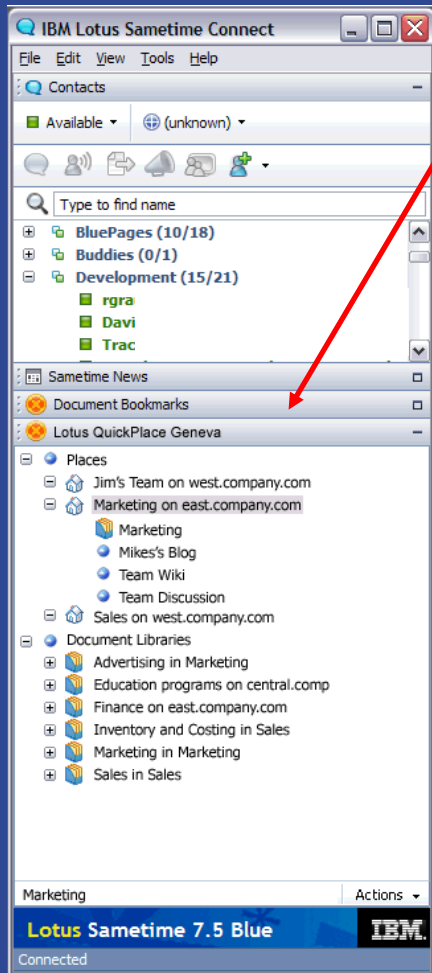 IBM Lotus Sametime Connect
File Edit View Tools Help
Contacts
Available (unknown)
Type to find name
BluePages (10/18)
Buddies (0/1)
Development (15/21)
rgra
Davi
Trac
Sametime News
Document Bookmarks
Lotus QuickPlace Geneva
Places
Jim's Team on west.company.com
Marketing on east.company.com
Marketing
Mikes's Blog
Team Wiki
Team Discussion
Sales on west.company.com
Document Libraries
Advertising in Marketing
Education programs on central.comp
Finance on east.company.com
Inventory and Costing in Sales
Marketing in Marketing
Sales in Sales
Marketing Actions
Lotus Sametime 7.5 Blue IBM.
Connected